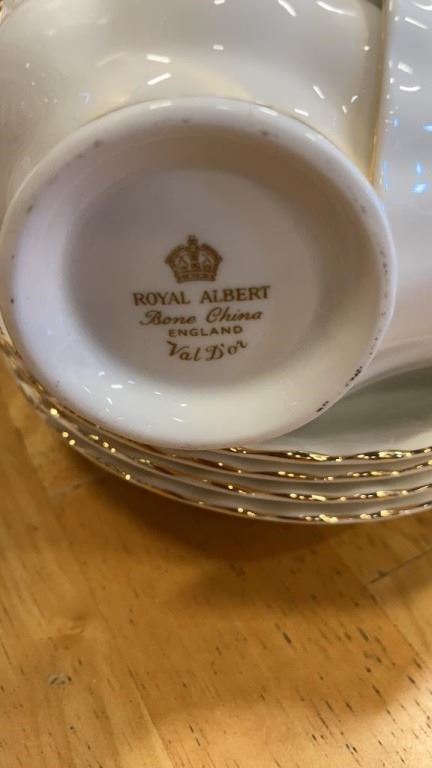 ROYAL ALBERT
Bone China
ENGLAND
Val D'or